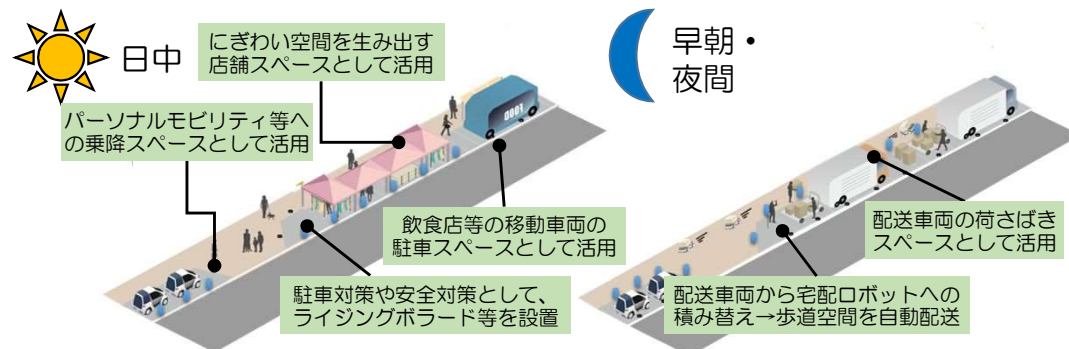 日中
にぎわい空間を生み出す
店舗スペースとして活用
パーソナルモビリティ等へ
の乗降スペースとして活用
FOOD
飲食店等の移動車両の
駐車スペースとして活用
駐車対策や安全対策として、
ライジングボラード等を設置
早朝・
夜間
配送車両の荷さばき
スペースとして活用
配送車両から宅配ロボットへの
積み替え→歩道空間を自動配送